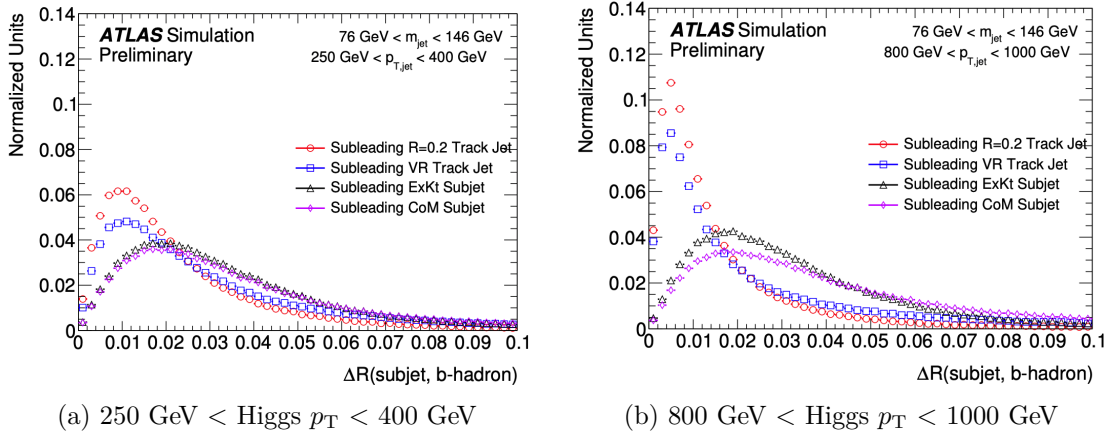 Normalized Units
0.14
0.12
0.1
0.08
0.06
0.04
0.02
0
ATLAS Simulation
Preliminary
76 GeV < m_jet < 146 GeV
250 GeV < p_T,jet < 400 GeV
Subleading R=0.2 Track Jet
Subleading VR Track Jet
Subleading ExKt Subjet
Subleading CoM Subjet
0 0.01 0.02 0.03 0.04 0.05 0.06 0.07 0.08 0.09 0.1
ΔR(subjet, b-hadron)
(a) 250 GeV < Higgs p_T < 400 GeV
Normalized Units
0.14
0.12
0.1
0.08
0.06
0.04
0.02
0
ATLAS Simulation
Preliminary
76 GeV < m_jet < 146 GeV
800 GeV < p_T,jet < 1000 GeV
Subleading R=0.2 Track Jet
Subleading VR Track Jet
Subleading ExKt Subjet
Subleading CoM Subjet
0 0.01 0.02 0.03 0.04 0.05 0.06 0.07 0.08 0.09 0.1
ΔR(subjet, b-hadron)
(b) 800 GeV < Higgs p_T < 1000 GeV